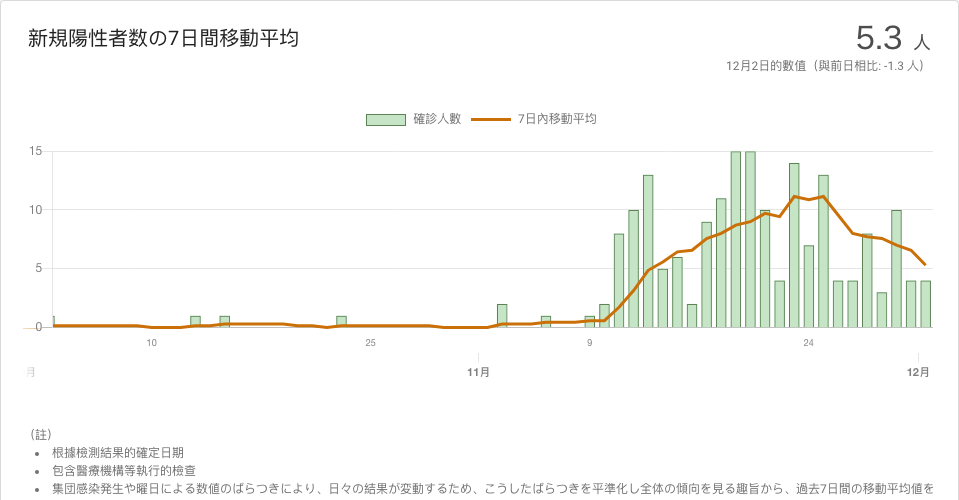 新規陽性者数の7日間移動平均
5.3 人
12月2日的數值（與前日相比: -1.3 人）
確診人數 7日內移動平均
15
10
5
0
10 25 9 24
月 11月 12月
（註）
• 根據檢測結果的確定日期
• 包含醫療機構等執行的檢查
• 集団感染発生や曜日による数値のばらつきにより、日々の結果が変動するため、こうしたばらつきを平準化し全体の傾向を見る趣旨から、過去7日間の移動平均値を